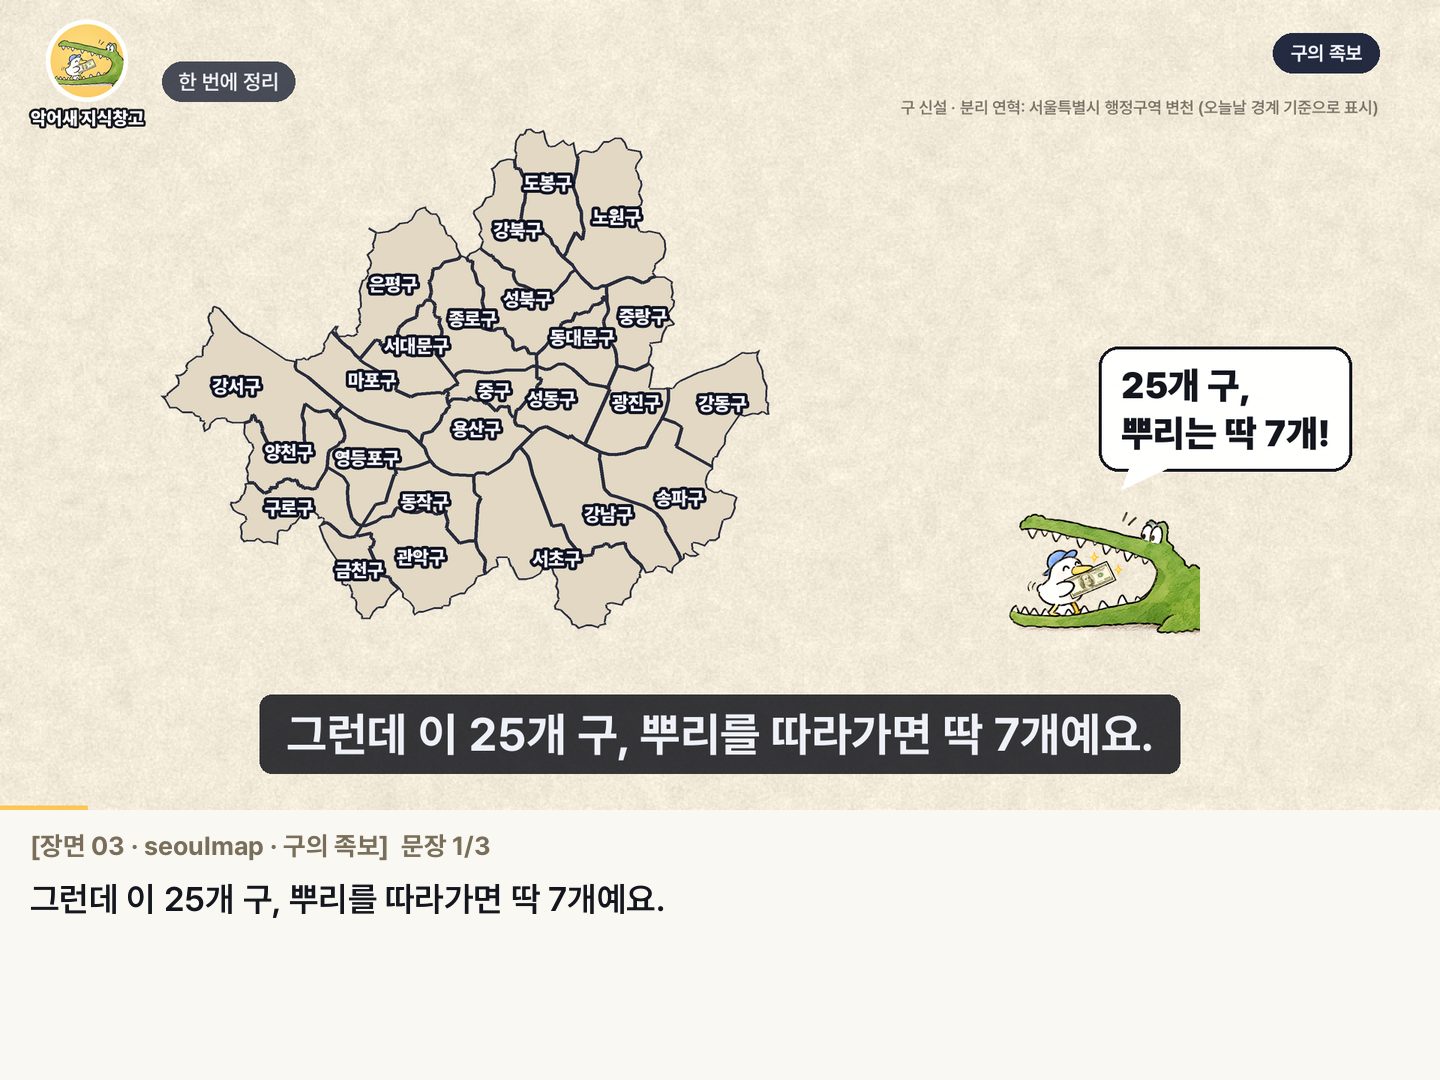 악어새 지식창고
한 번에 정리
구의 족보
구 신설 · 분리 연혁: 서울특별시 행정구역 변천 (오늘날 경계 기준으로 표시)
도봉구
노원구
강북구
은평구
성북구
종로구
중랑구
동대문구
서대문구
강서구
마포구
중구
성동구
광진구
강동구
용산구
양천구
영등포구
동작구
구로구
강남구
송파구
관악구
서초구
금천구
25개 구,
뿌리는 딱 7개!
그런데 이 25개 구, 뿌리를 따라가면 딱 7개예요.
[장면 03 · seoulmap · 구의 족보] 문장 1/3
그런데 이 25개 구, 뿌리를 따라가면 딱 7개예요.